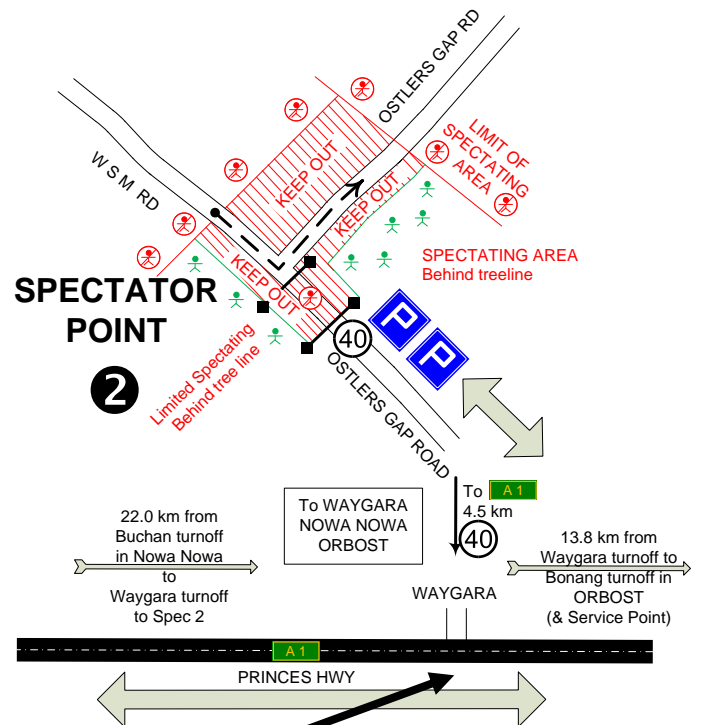 OSTLERS GAP RD
W S M RD
KEEP OUT
LIMIT OF
SPECTATING
AREA
KEEP OUT
SPECTATING AREA
Behind treeline
KEEP OUT
SPECTATOR
POINT
2
Limited Spectating
Behind tree line
P
P
40
OSTLERS GAP ROAD
To A 1
4.5 km
40
To WAYGARA
NOWA NOWA
ORBOST
22.0 km from
Buchan turnoff
in Nowa Nowa
to
Waygara turnoff
to Spec 2
13.8 km from
Waygara turnoff to
Bonang turnoff in
ORBOST
(& Service Point)
WAYGARA
A 1
PRINCES HWY